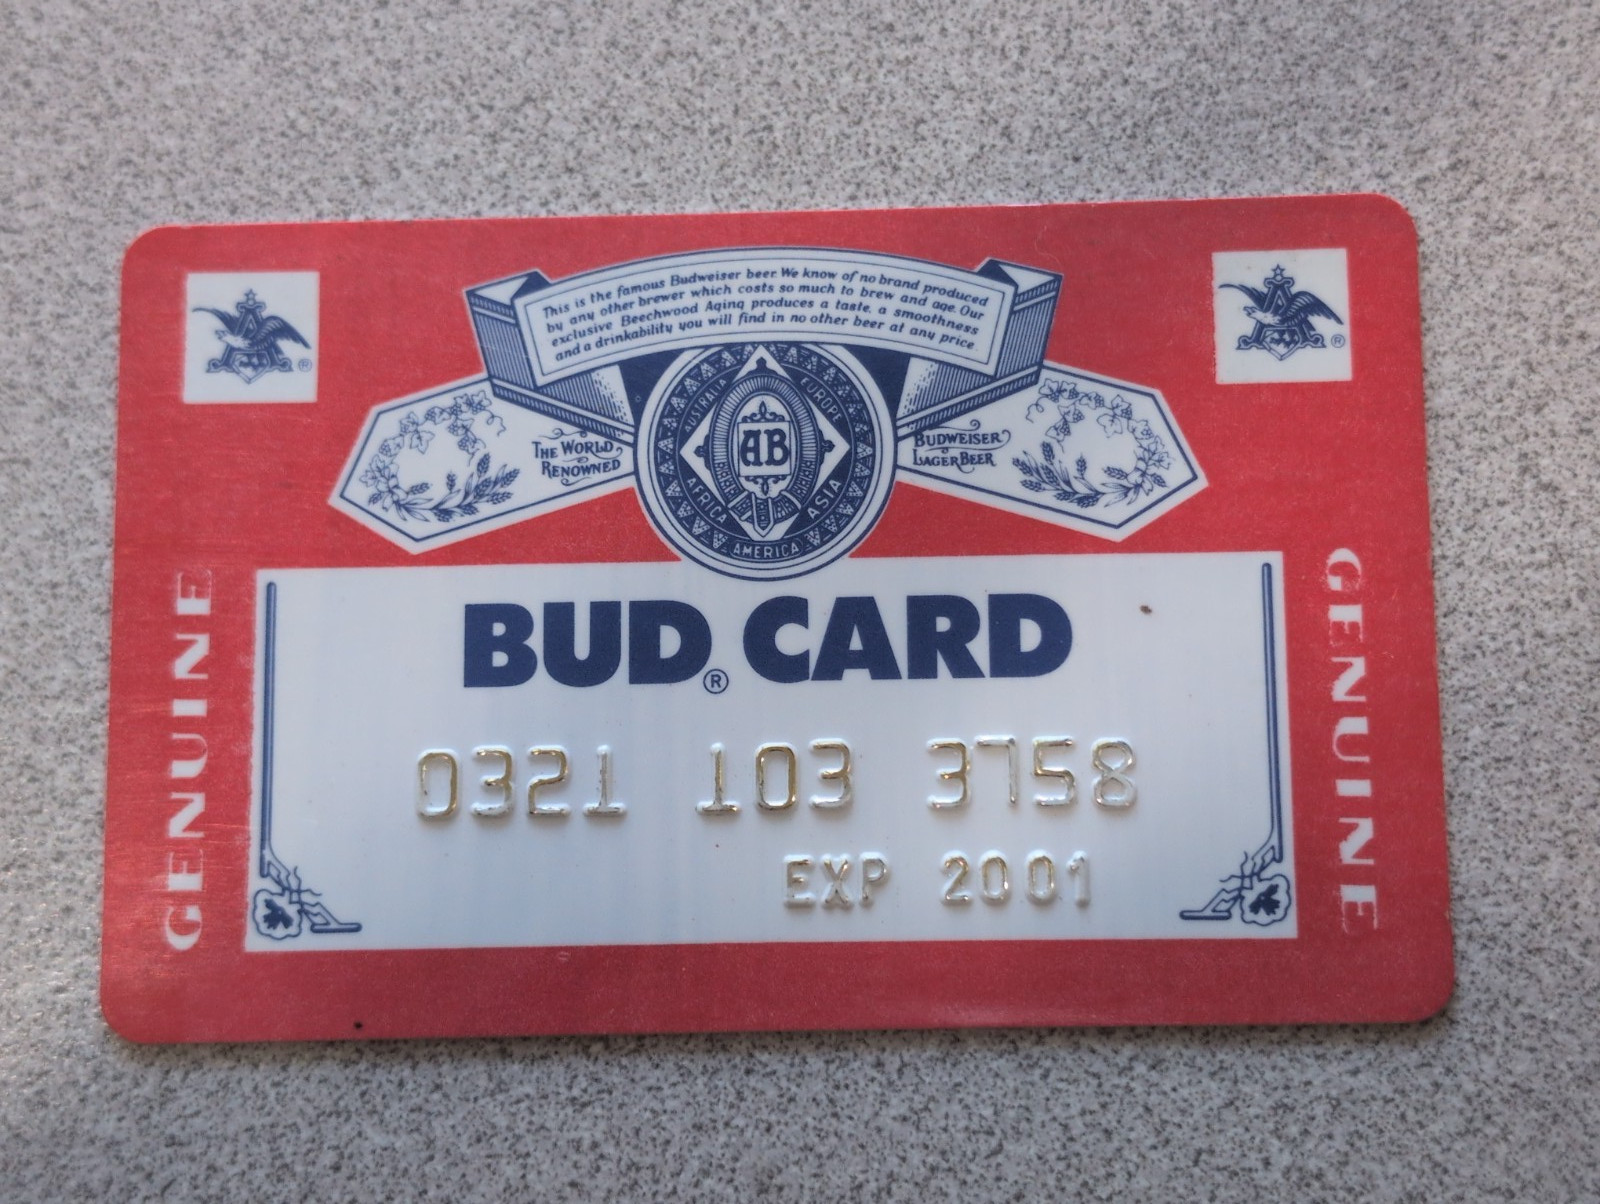 This is the famous Budweiser beer. We know of no brand produced
by any other brewer which costs so much to brew and age. Our
exclusive Beechwood Aging produces a taste, a smoothness
and a drinkability you will find in no other beer at any price.
THE WORLD
RENOWNED
BUDWEISER
LAGER BEER
AUSTRALIA
EUROPE
AB
AFRICA
ASIA
AMERICA
GENUINE
BUD® CARD
0321 103 3758
EXP 2001
GENUINE
A
®
A
®